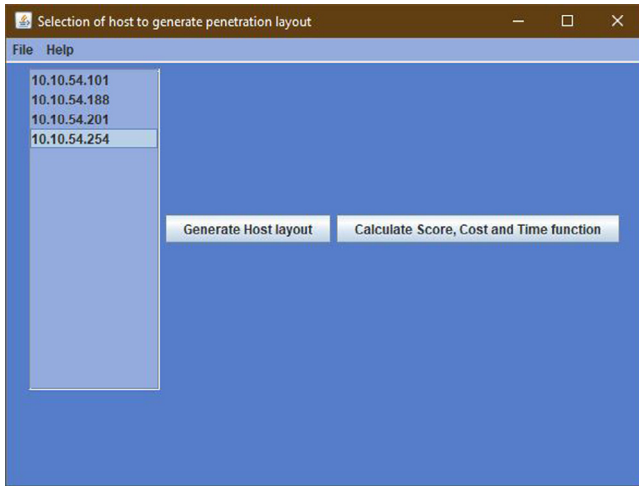 Selection of host to generate penetration layout
File Help
10.10.54.101
10.10.54.188
10.10.54.201
10.10.54.254
Generate Host layout
Calculate Score, Cost and Time function